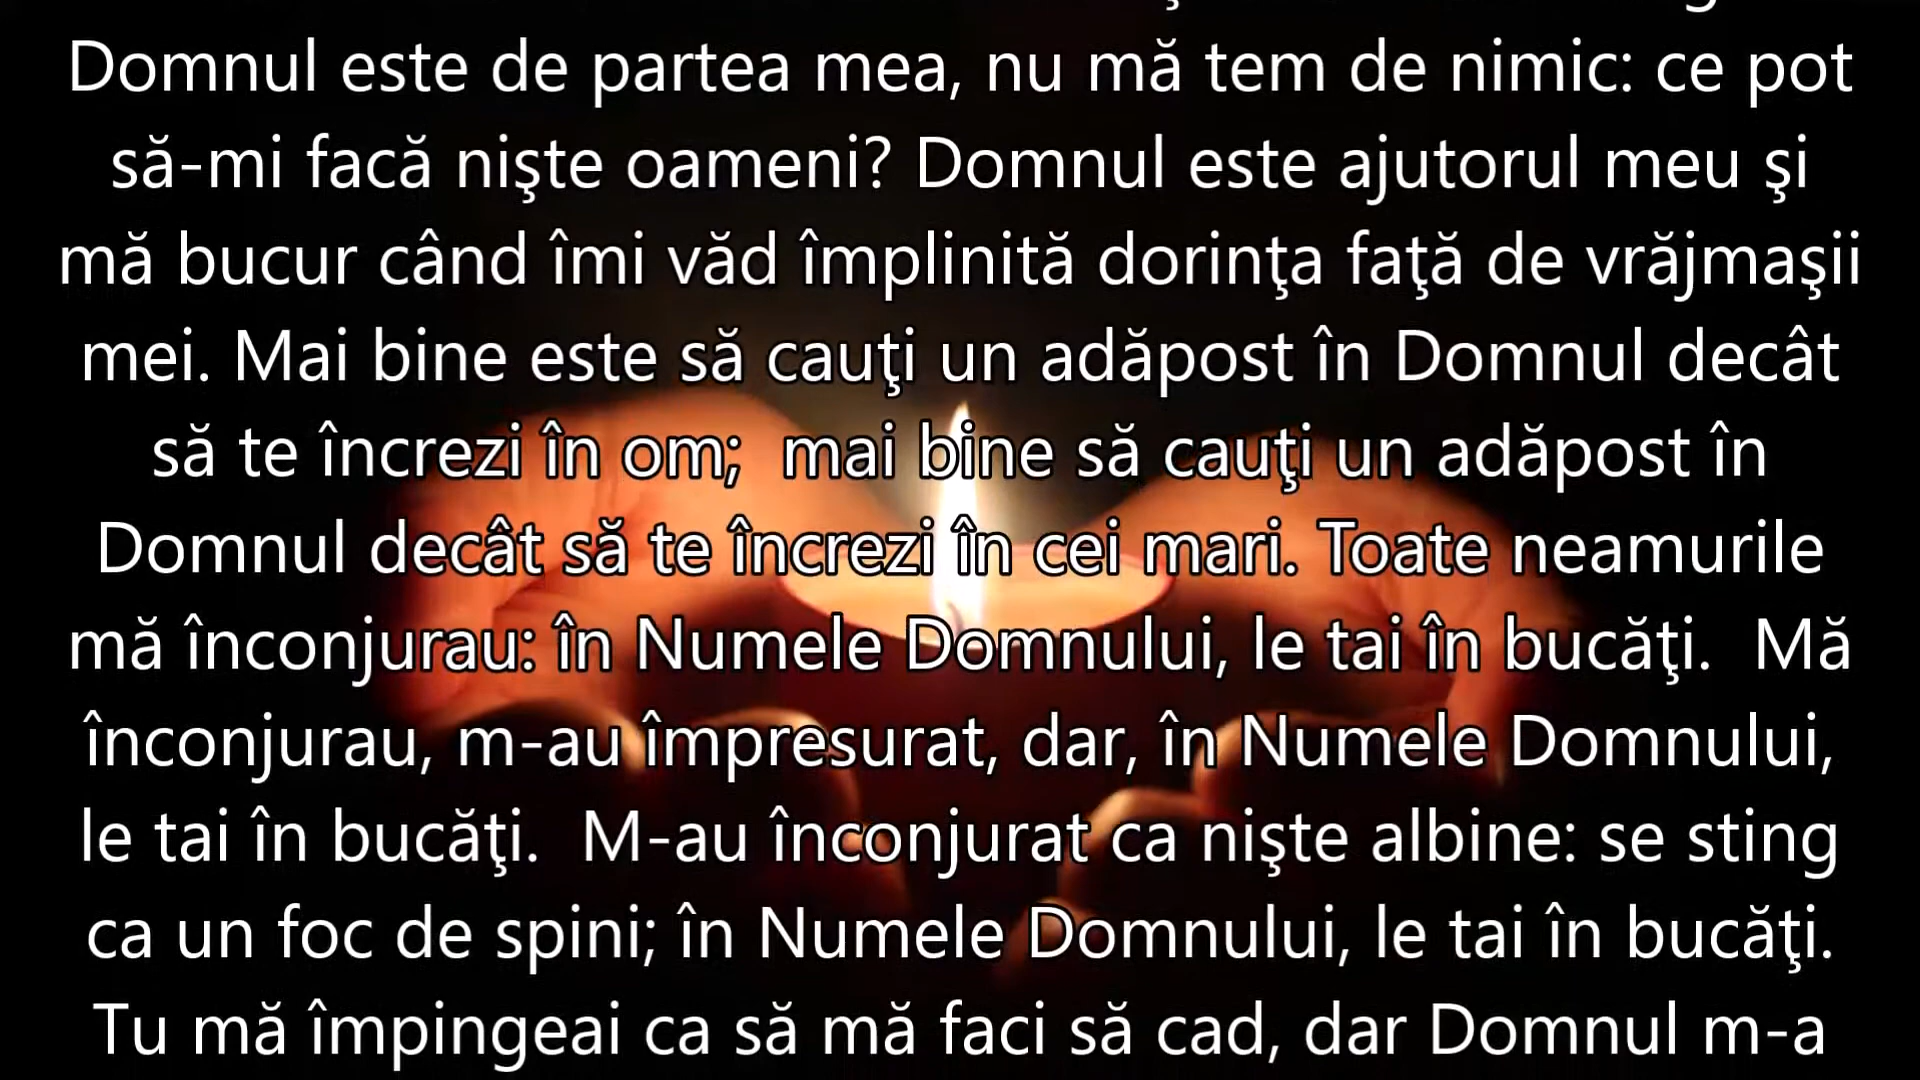 Domnul este de partea mea, nu mă tem de nimic: ce pot
să-mi facă nişte oameni? Domnul este ajutorul meu şi
mă bucur când îmi văd împlinită dorinţa faţă de vrăjmaşii
mei. Mai bine este să cauţi un adăpost în Domnul decât
să te încrezi în om;  mai bine să cauţi un adăpost în
Domnul decât să te încrezi în cei mari. Toate neamurile
mă înconjurau: în Numele Domnului, le tai în bucăţi.  Mă
înconjurau, m-au împresurat, dar, în Numele Domnului,
le tai în bucăţi.  M-au înconjurat ca nişte albine: se sting
ca un foc de spini; în Numele Domnului, le tai în bucăţi.
Tu mă împingeai ca să mă faci să cad, dar Domnul m-a